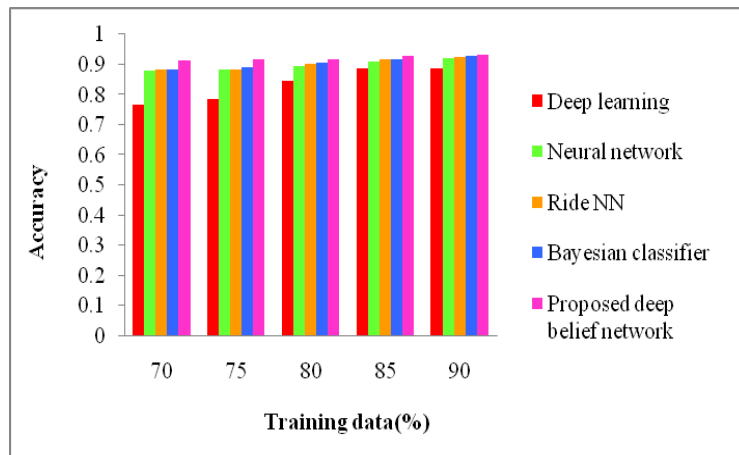 1
0.9
0.8
0.7
0.6
0.5
0.4
0.3
0.2
0.1
0
Accuracy
70 75 80 85 90
Training data(%)
Deep learning
Neural network
Ride NN
Bayesian classifier
Proposed deep
belief network